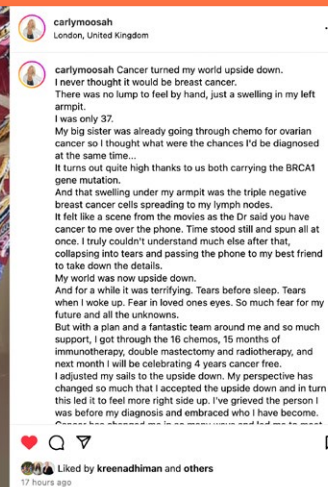 carlymoosah
London, United Kingdom
carlymoosah Cancer turned my world upside down.
I never thought it would be breast cancer.
There was no lump to feel by hand, just a swelling in my left
armpit.
I was only 37.
My big sister was already going through chemo for ovarian
cancer so I thought what were the chances I'd be diagnosed
at the same time...
It turns out quite high thanks to us both carrying the BRCA1
gene mutation.
And that swelling under my armpit was the triple negative
breast cancer cells spreading to my lymph nodes.
It felt like a scene from the movies as the Dr said you have
cancer to me over the phone. Time stood still and spun all at
once. I truly couldn't understand much else after that,
collapsing into tears and passing the phone to my best friend
to take down the details.
My world was now upside down.
And for a while it was terrifying. Tears before sleep. Tears
when I woke up. Fear in loved ones eyes. So much fear for my
future and all the unknowns.
But with a plan and a fantastic team around me and so much
support, I got through the 16 chemos, 15 months of
immunotherapy, double mastectomy and radiotherapy, and
next month I will be celebrating 4 years cancer free.
I adjusted my sails to the upside down. My perspective has
changed so much that I accepted the upside down and in turn
this led it to feel more right side up. I've grieved the person I
was before my diagnosis and embraced who I have become.
Cancer has changed me in so many ways and led me to meet
Liked by kreenadhiman and others
17 hours ago